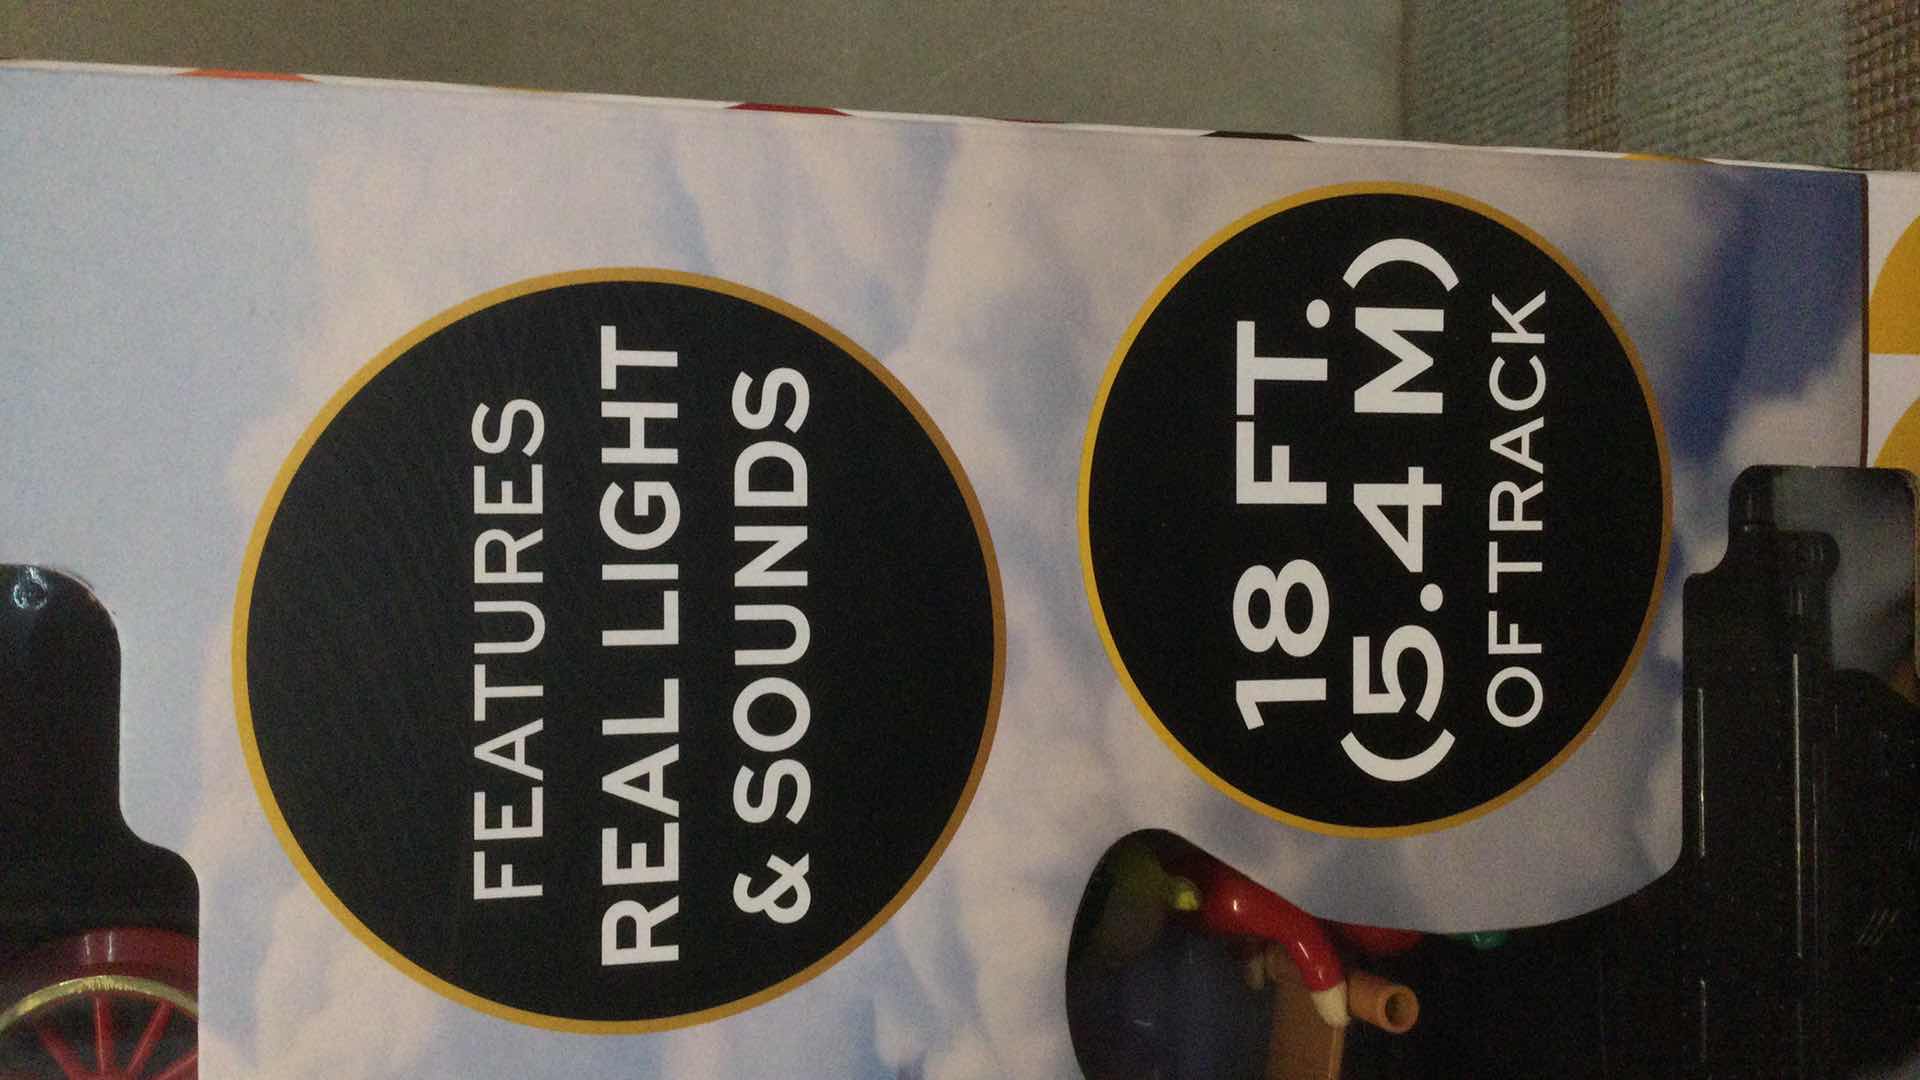 FEATURES
REAL LIGHT
& SOUNDS
18 FT.
(5.4 M)
OF TRACK